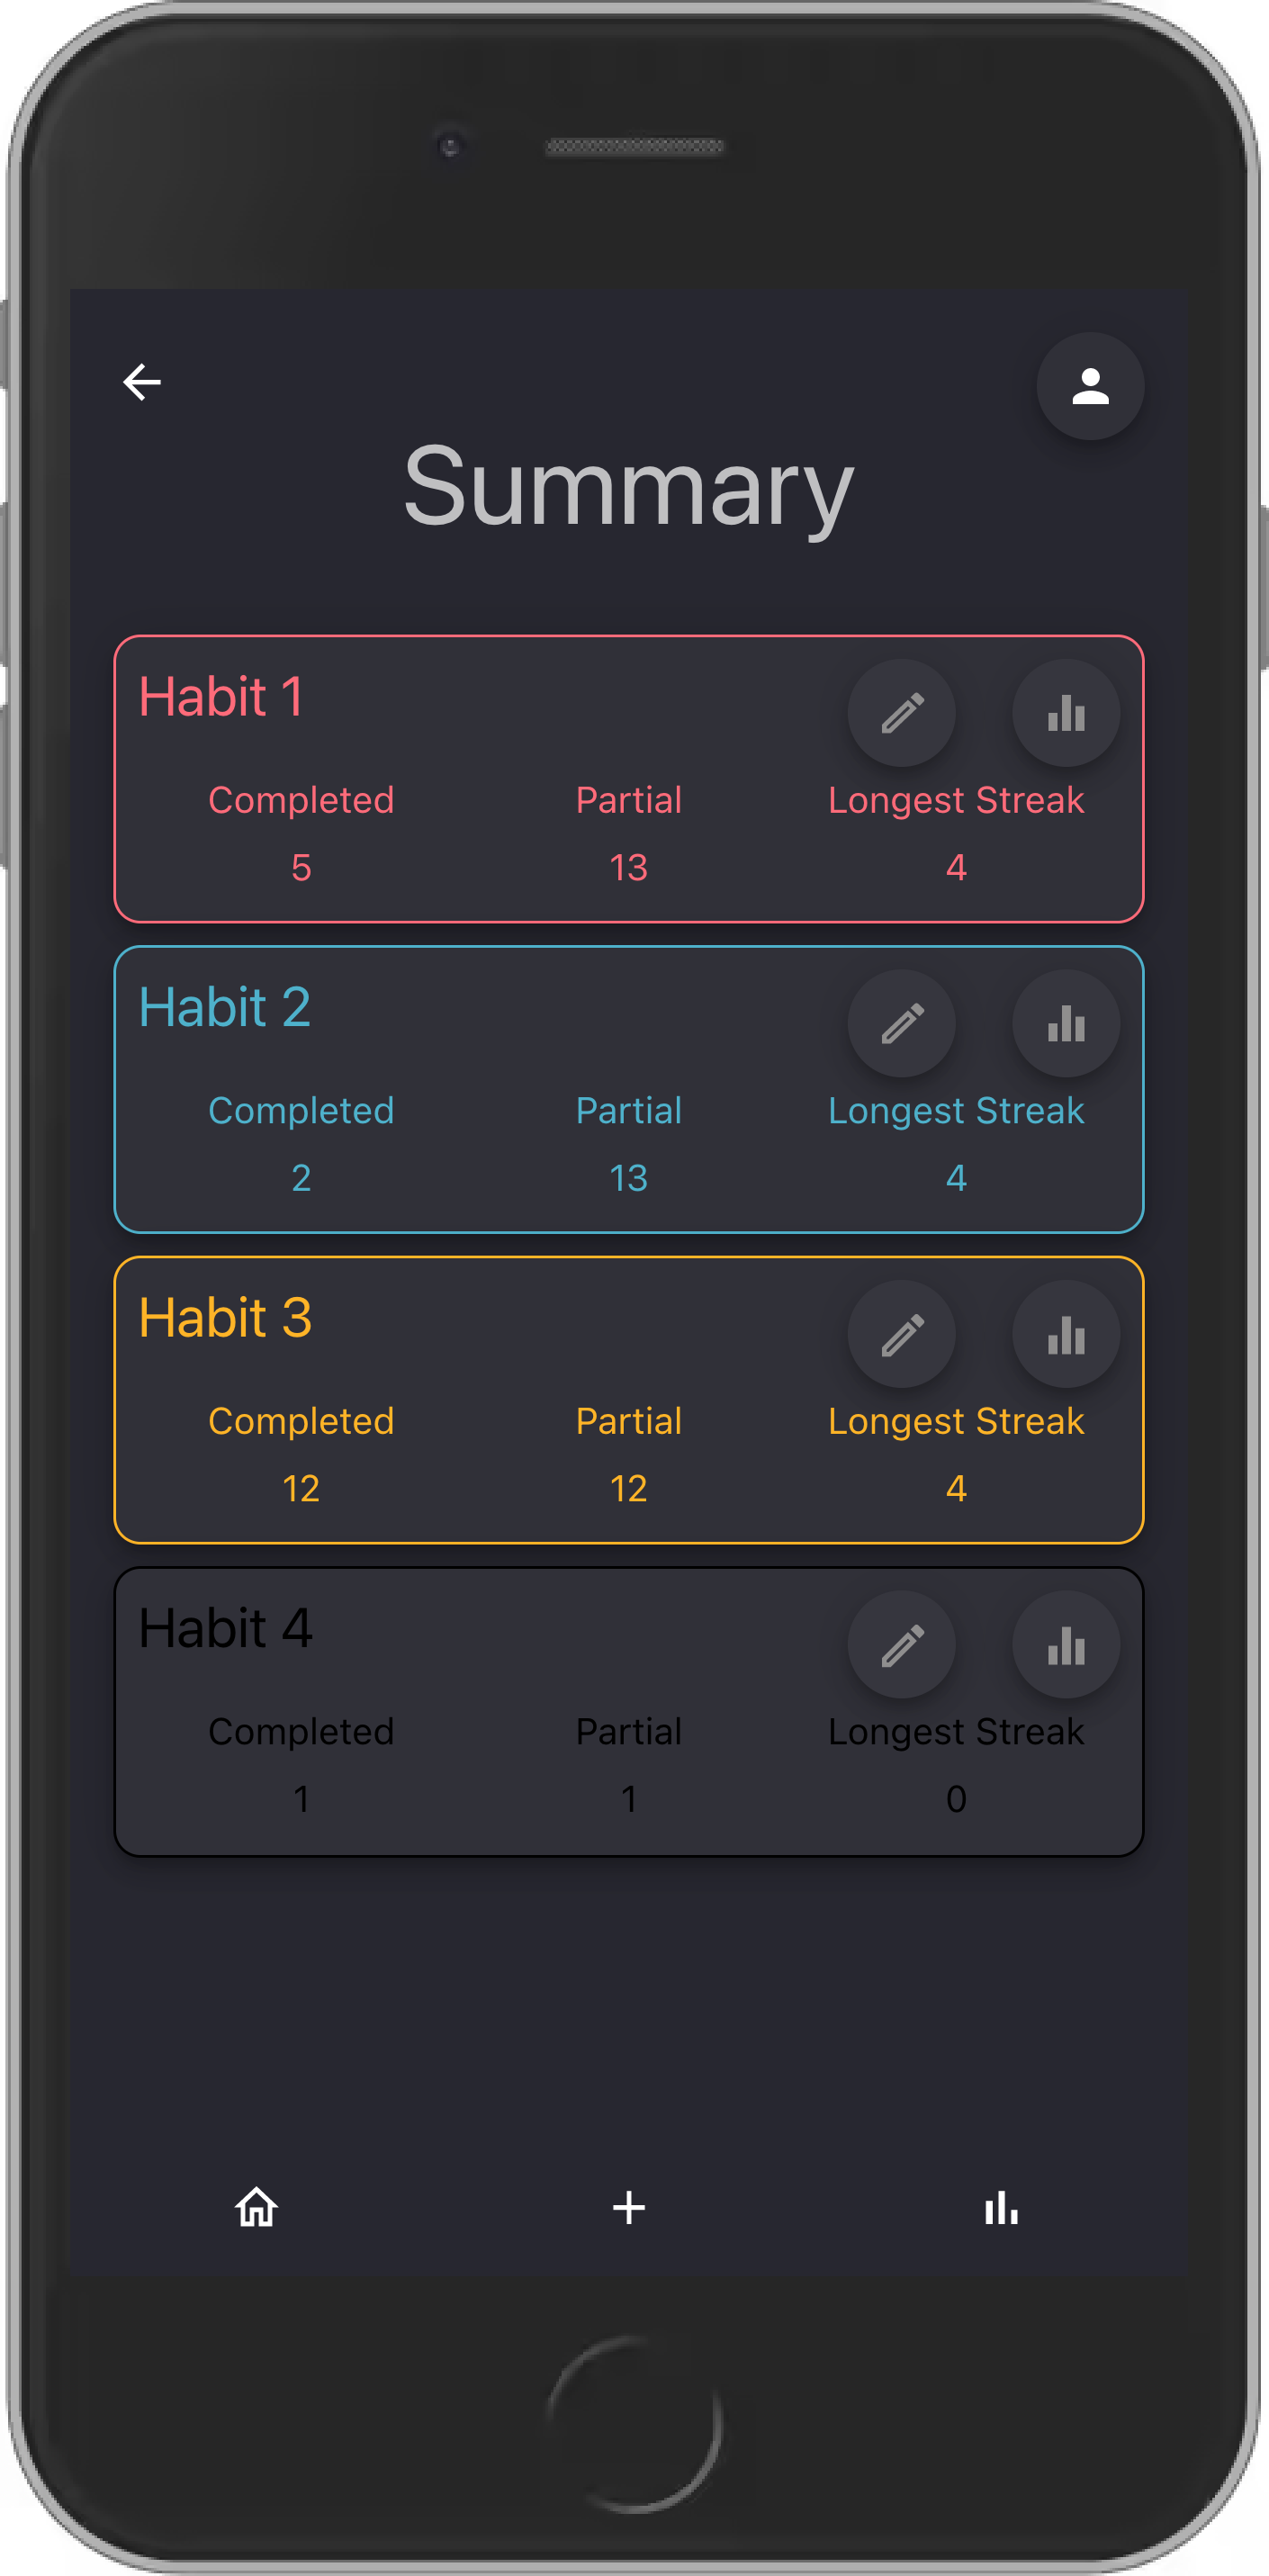 Summary
Habit 1
Completed Partial Longest Streak
5 13 4
Habit 2
Completed Partial Longest Streak
2 13 4
Habit 3
Completed Partial Longest Streak
12 12 4
Habit 4
Completed Partial Longest Streak
1 1 0